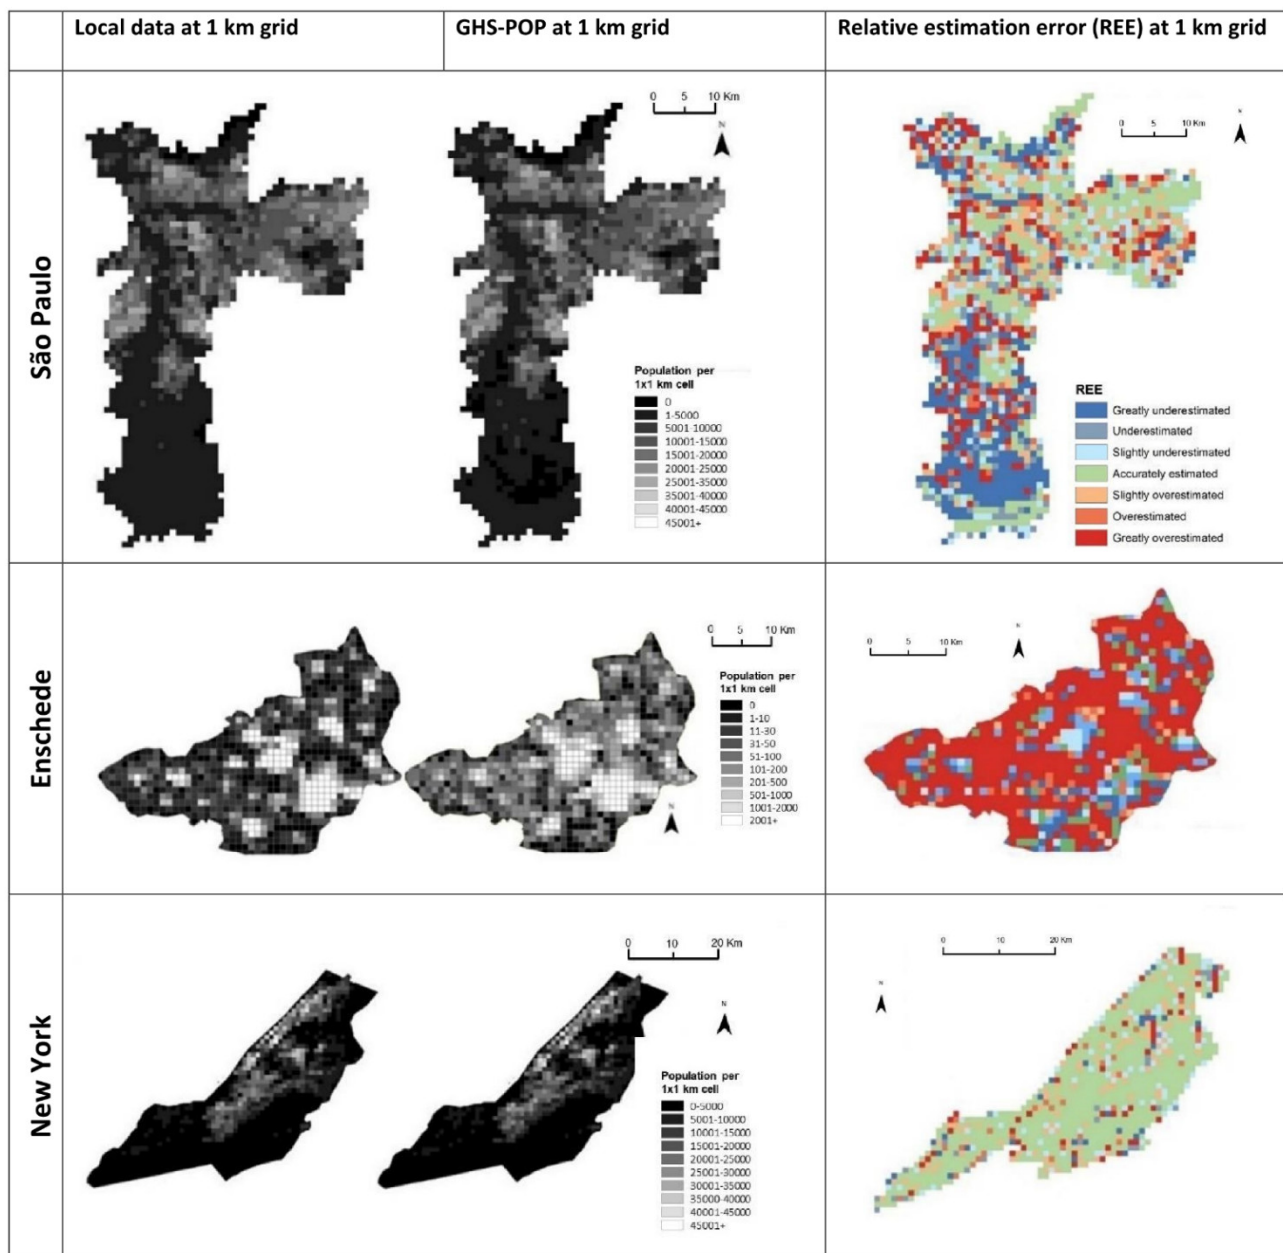 Local data at 1 km grid
GHS-POP at 1 km grid
Relative estimation error (REE) at 1 km grid
São Paulo
0 5 10 Km
N
Population per
1x1 km cell
0
1-5000
5001-10000
10001-15000
15001-20000
20001-25000
25001-35000
35001-40000
40001-45000
45001+
0 5 10 Km
N
REE
Greatly underestimated
Underestimated
Slightly underestimated
Accurately estimated
Slightly overestimated
Overestimated
Greatly overestimated
Enschede
0 5 10 Km
Population per
1x1 km cell
0
1-10
11-30
31-50
51-100
101-200
201-500
501-1000
1001-2000
2001+
N
0 5 10 Km
N
New York
0 10 20 Km
N
Population per
1x1 km cell
0-5000
5001-10000
10001-15000
15001-20000
20001-25000
25001-30000
30001-35000
35000-40000
40001-45000
45001+
0 10 20 Km
N